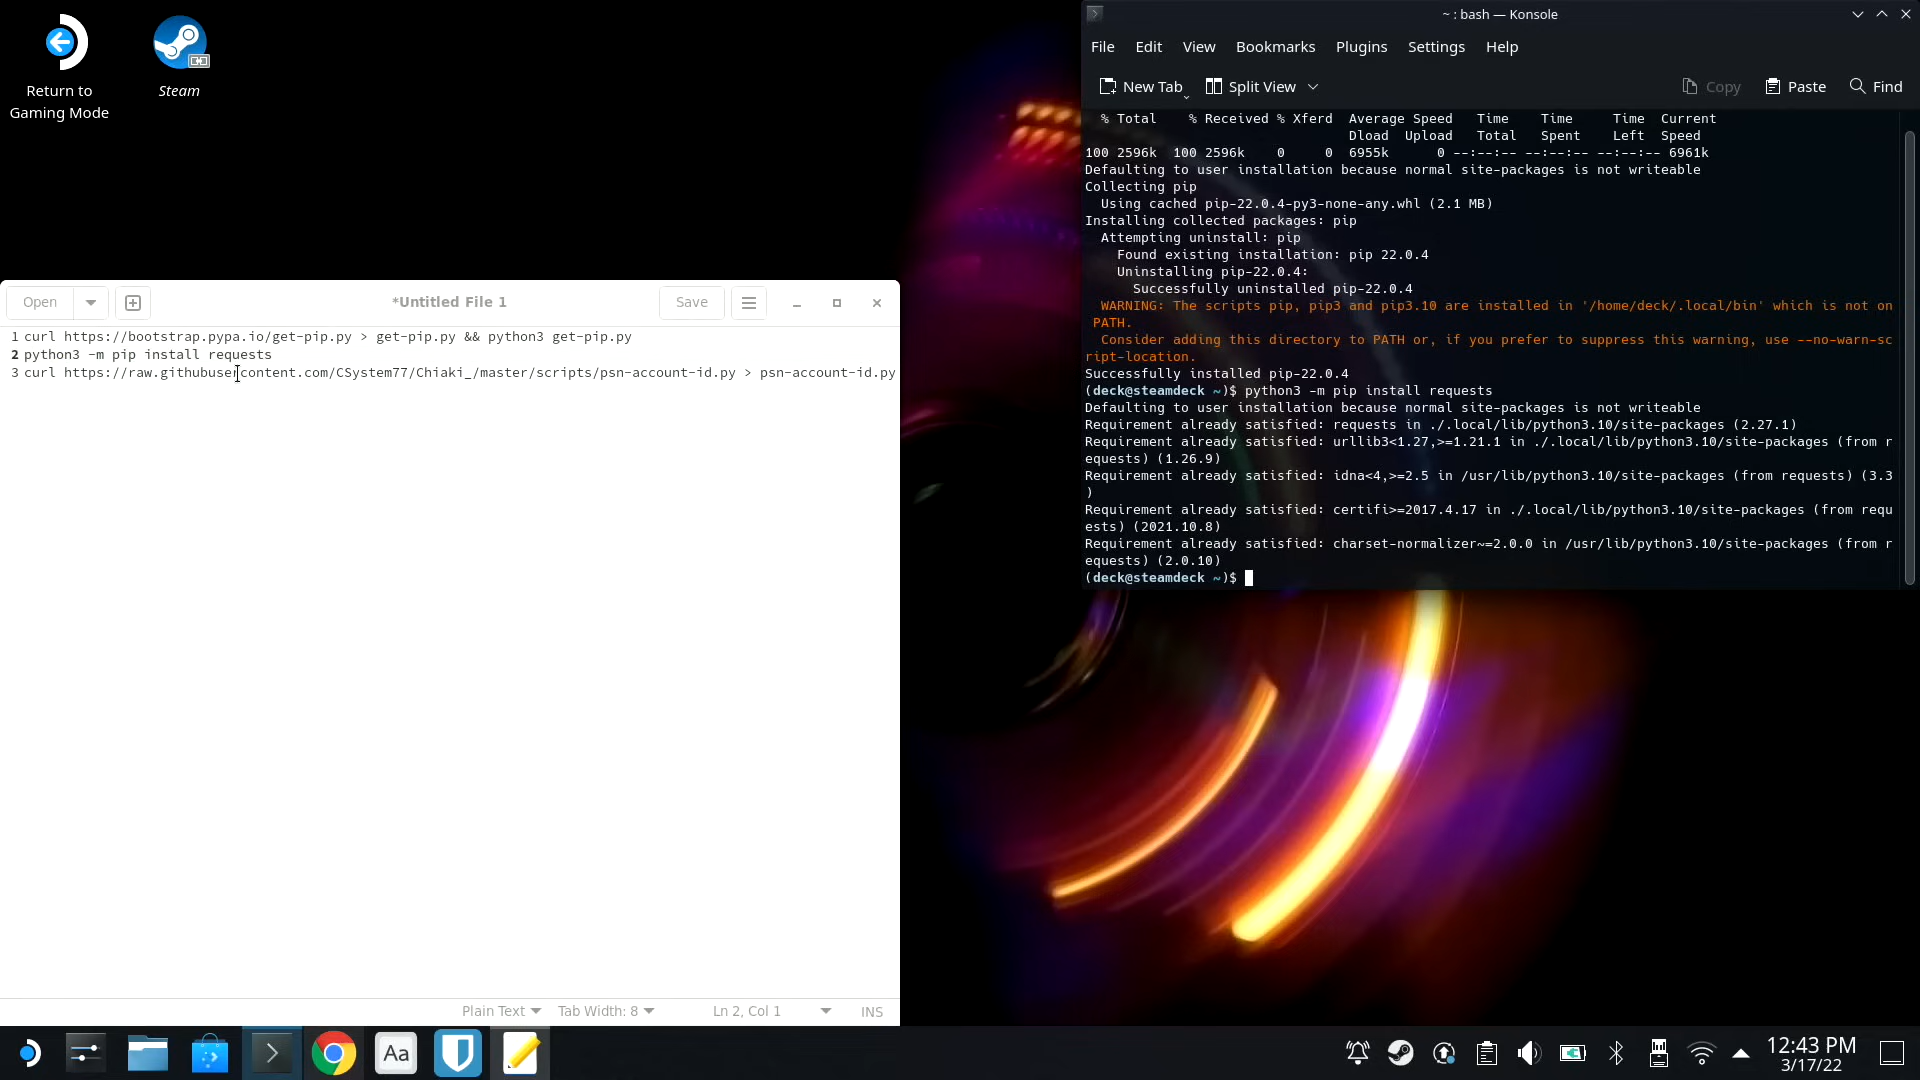 Return to
Gaming Mode
Steam
Open
*Untitled File 1
Save
1 curl https://bootstrap.pypa.io/get-pip.py > get-pip.py && python3 get-pip.py
2 python3 -m pip install requests
3 curl https://raw.githubusercontent.com/CSystem77/Chiaki_/master/scripts/psn-account-id.py > psn-account-id.py
Plain Text
Tab Width: 8
Ln 2, Col 1
INS
~ : bash — Konsole
File Edit View Bookmarks Plugins Settings Help
New Tab Split View Copy Paste Find
% Total % Received % Xferd Average Speed Time Time Time Current
Dload Upload Total Spent Left Speed
100 2596k 100 2596k 0 0 6955k 0 --:--:-- --:--:-- --:--:-- 6961k
Defaulting to user installation because normal site-packages is not writeable
Collecting pip
Using cached pip-22.0.4-py3-none-any.whl (2.1 MB)
Installing collected packages: pip
Attempting uninstall: pip
Found existing installation: pip 22.0.4
Uninstalling pip-22.0.4:
Successfully uninstalled pip-22.0.4
WARNING: The scripts pip, pip3 and pip3.10 are installed in '/home/deck/.local/bin' which is not on
PATH.
Consider adding this directory to PATH or, if you prefer to suppress this warning, use --no-warn-sc
ript-location.
Successfully installed pip-22.0.4
(deck@steamdeck ~)$ python3 -m pip install requests
Defaulting to user installation because normal site-packages is not writeable
Requirement already satisfied: requests in ./.local/lib/python3.10/site-packages (2.27.1)
Requirement already satisfied: urllib3<1.27,>=1.21.1 in ./.local/lib/python3.10/site-packages (from r
equests) (1.26.9)
Requirement already satisfied: idna<4,>=2.5 in /usr/lib/python3.10/site-packages (from requests) (3.3
)
Requirement already satisfied: certifi>=2017.4.17 in ./.local/lib/python3.10/site-packages (from requ
ests) (2021.10.8)
Requirement already satisfied: charset-normalizer~=2.0.0 in /usr/lib/python3.10/site-packages (from r
equests) (2.0.10)
(deck@steamdeck ~)$
Aa
12:43 PM
3/17/22